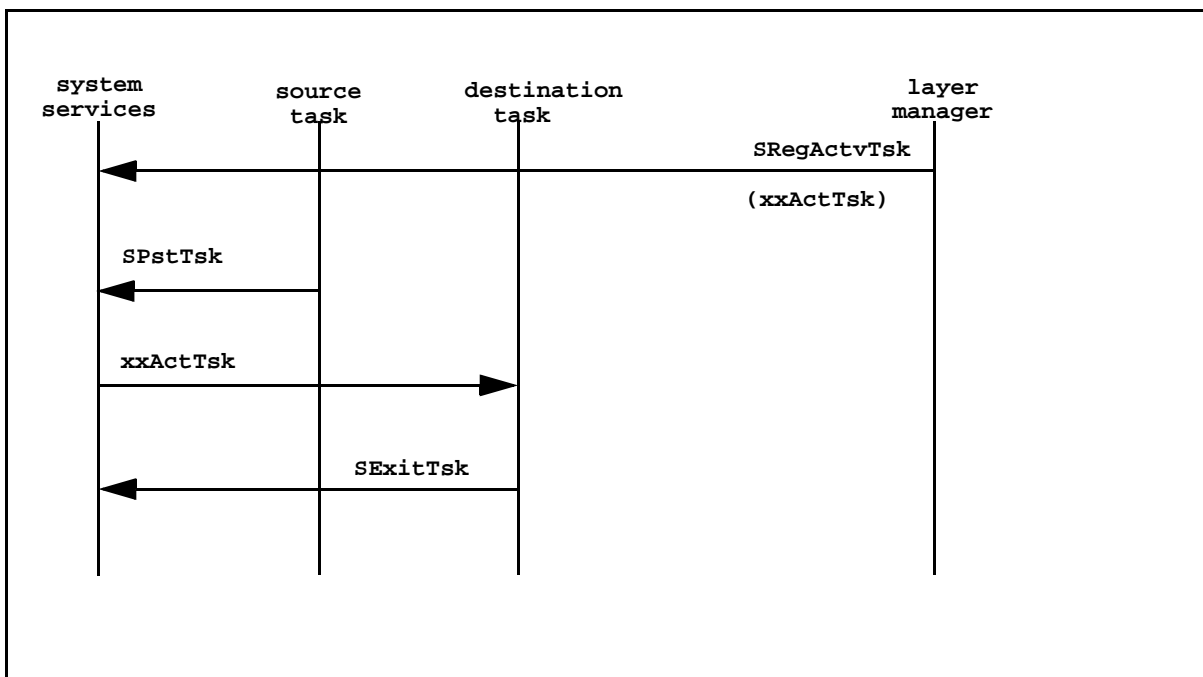 system
services
source
task
destination
task
layer
manager
SRegActvTsk
(xxActTsk)
SPstTsk
xxActTsk
SExitTsk